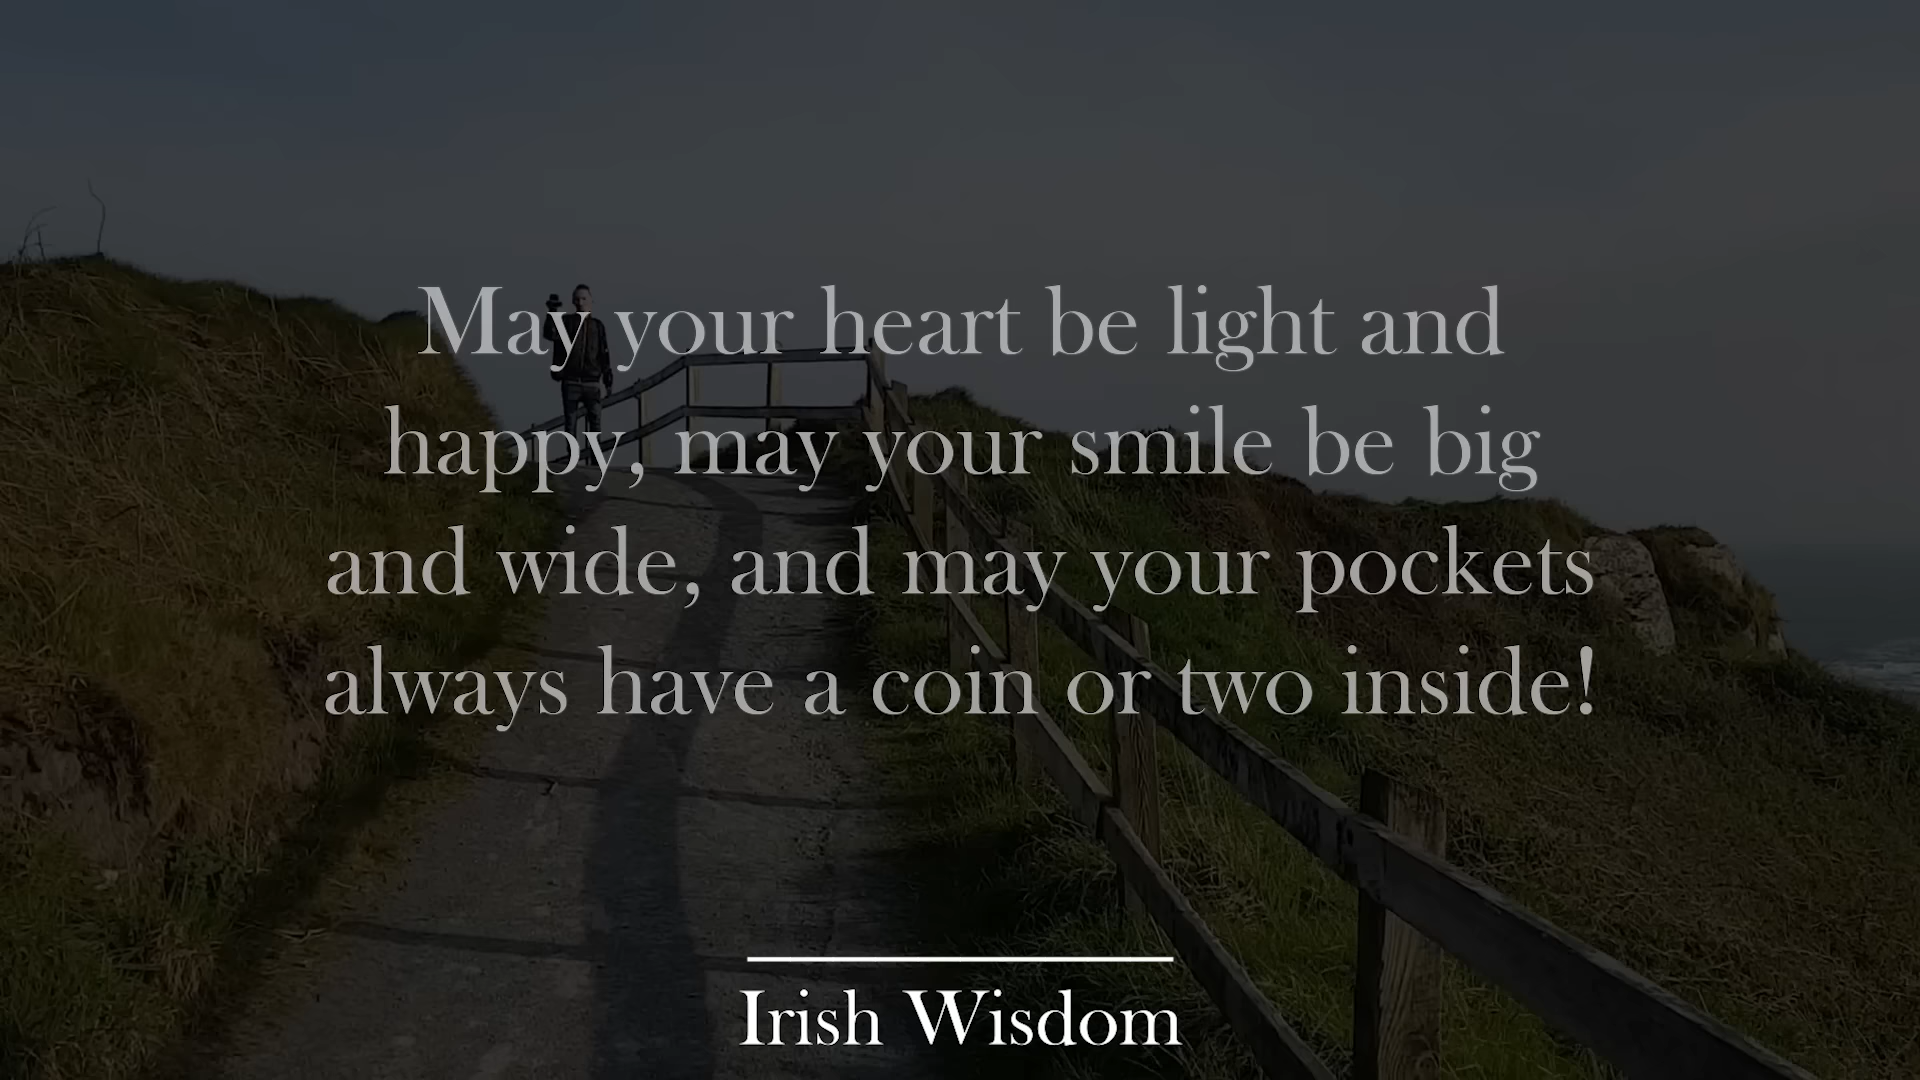 May your heart be light and
happy, may your smile be big
and wide, and may your pockets
always have a coin or two inside!
Irish Wisdom